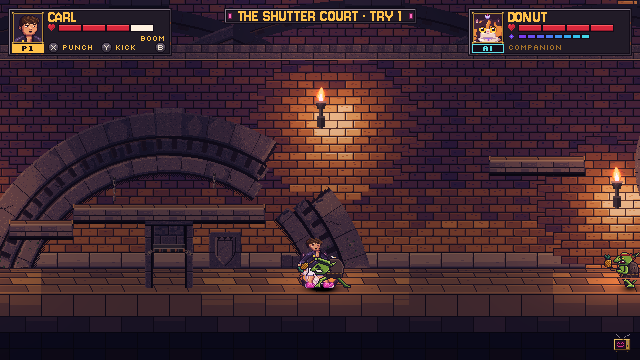 CARL
BOOM
P1
X PUNCH Y KICK B
THE SHUTTER COURT · TRY 1
DONUT
AI
COMPANION